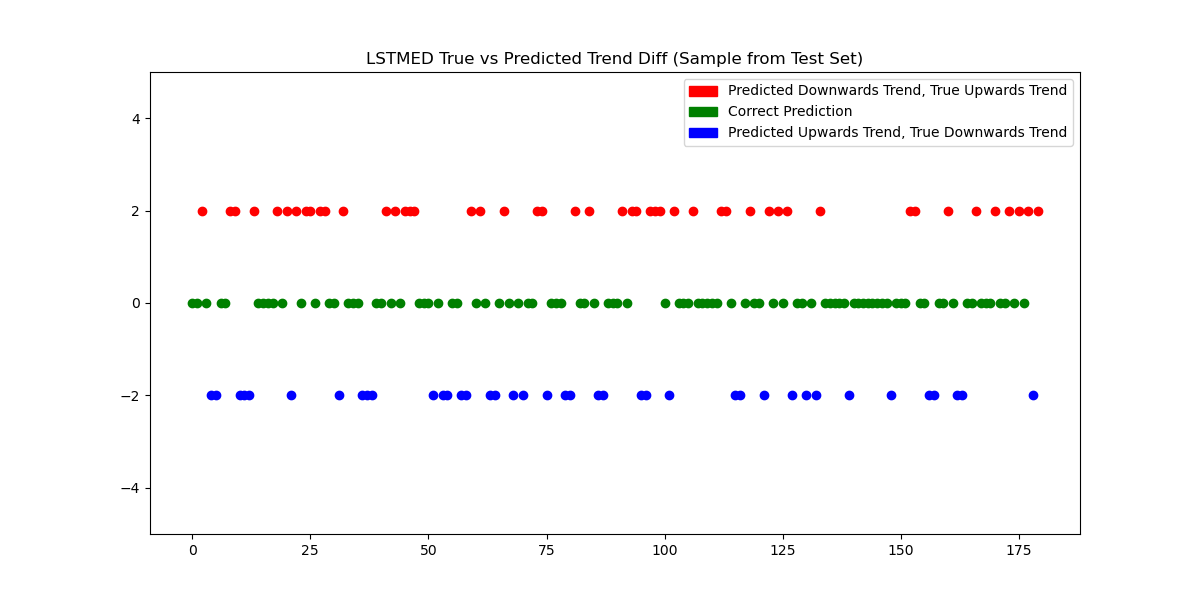 LSTMED True vs Predicted Trend Diff (Sample from Test Set)
Predicted Downwards Trend, True Upwards Trend
Correct Prediction
Predicted Upwards Trend, True Downwards Trend
4
2
0
−2
−4
0 25 50 75 100 125 150 175